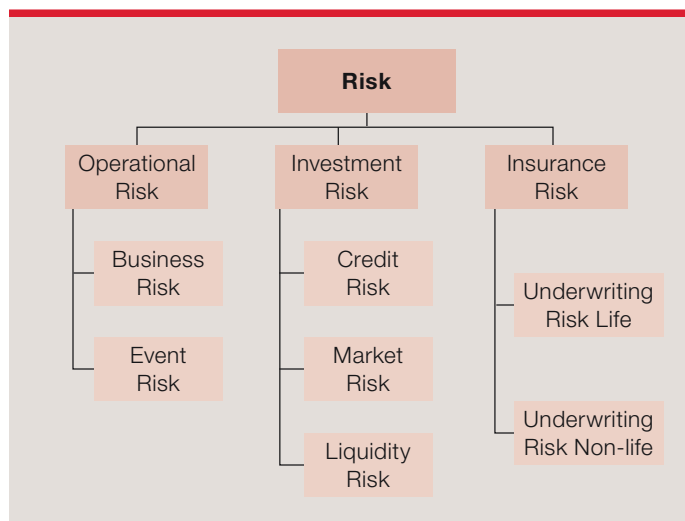 Risk
Operational
Risk
Investment
Risk
Insurance
Risk
Business
Risk
Event
Risk
Credit
Risk
Market
Risk
Liquidity
Risk
Underwriting
Risk Life
Underwriting
Risk Non-life